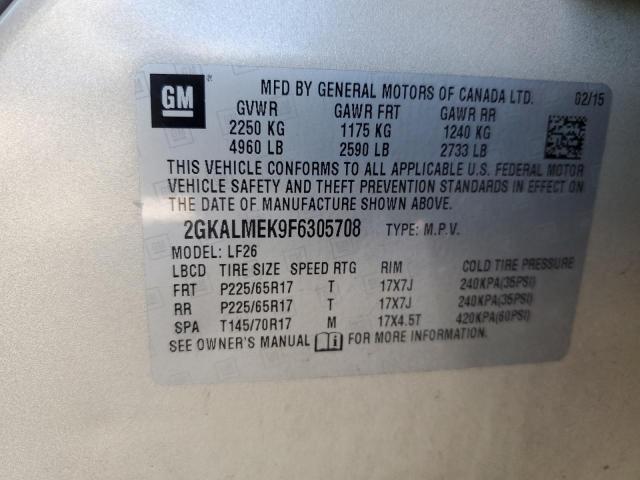 GM
MFD BY GENERAL MOTORS OF CANADA LTD. 02/15
GVWR GAWR FRT GAWR RR
2250 KG 1175 KG 1240 KG
4960 LB 2590 LB 2733 LB
THIS VEHICLE CONFORMS TO ALL APPLICABLE U.S. FEDERAL MOTOR
VEHICLE SAFETY AND THEFT PREVENTION STANDARDS IN EFFECT ON
THE DATE OF MANUFACTURE SHOWN ABOVE.
2GKALMEK9F6305708 TYPE: M.P.V.
MODEL: LF26
LBCD TIRE SIZE SPEED RTG RIM COLD TIRE PRESSURE
FRT P225/65R17 T 17X7J 240KPA(35PSI)
RR P225/65R17 T 17X7J 240KPA(35PSI)
SPA T145/70R17 M 17X4.5T 420KPA(60PSI)
SEE OWNER'S MANUAL FOR MORE INFORMATION.